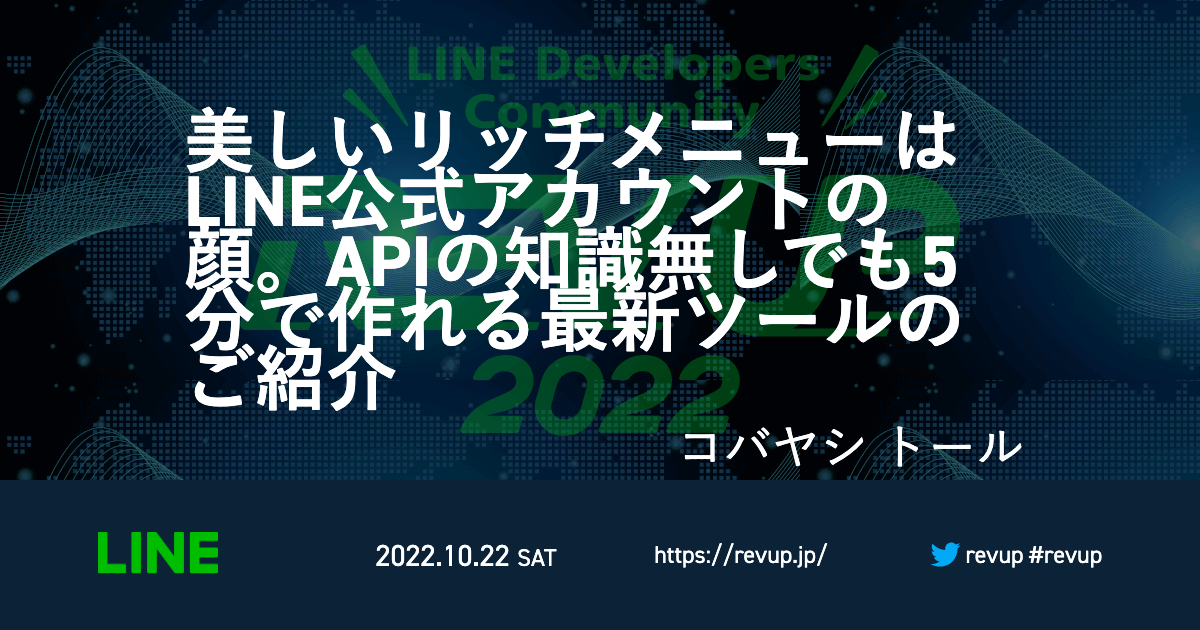 LINE Developers
Community
REV UP
2022
美しいリッチメニューは
LINE公式アカウントの
顔。APIの知識無しでも5
分で作れる最新ツールの
ご紹介
コバヤシ トール
LINE
2022.10.22 SAT
https://revup.jp/
revup #revup